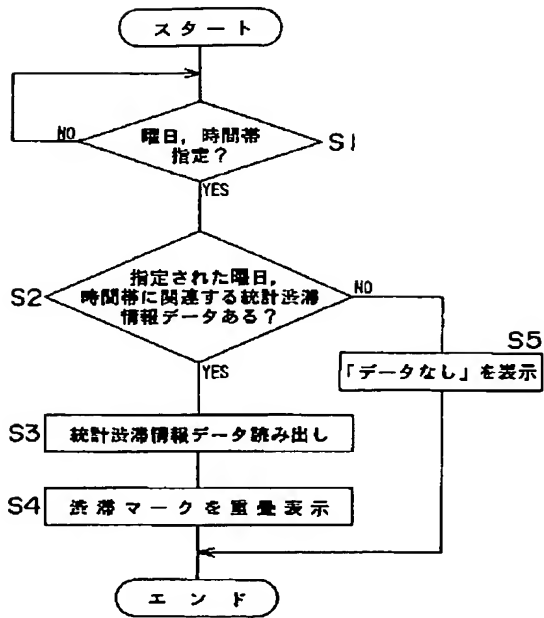 スタート
NO
曜日，時間帯
指定？
S1
YES
指定された曜日，
時間帯に関連する統計渋滞
情報データある？
S2
NO
S5
「データなし」を表示
YES
S3
統計渋滞情報データ読み出し
S4
渋滞マークを重畳表示
エンド